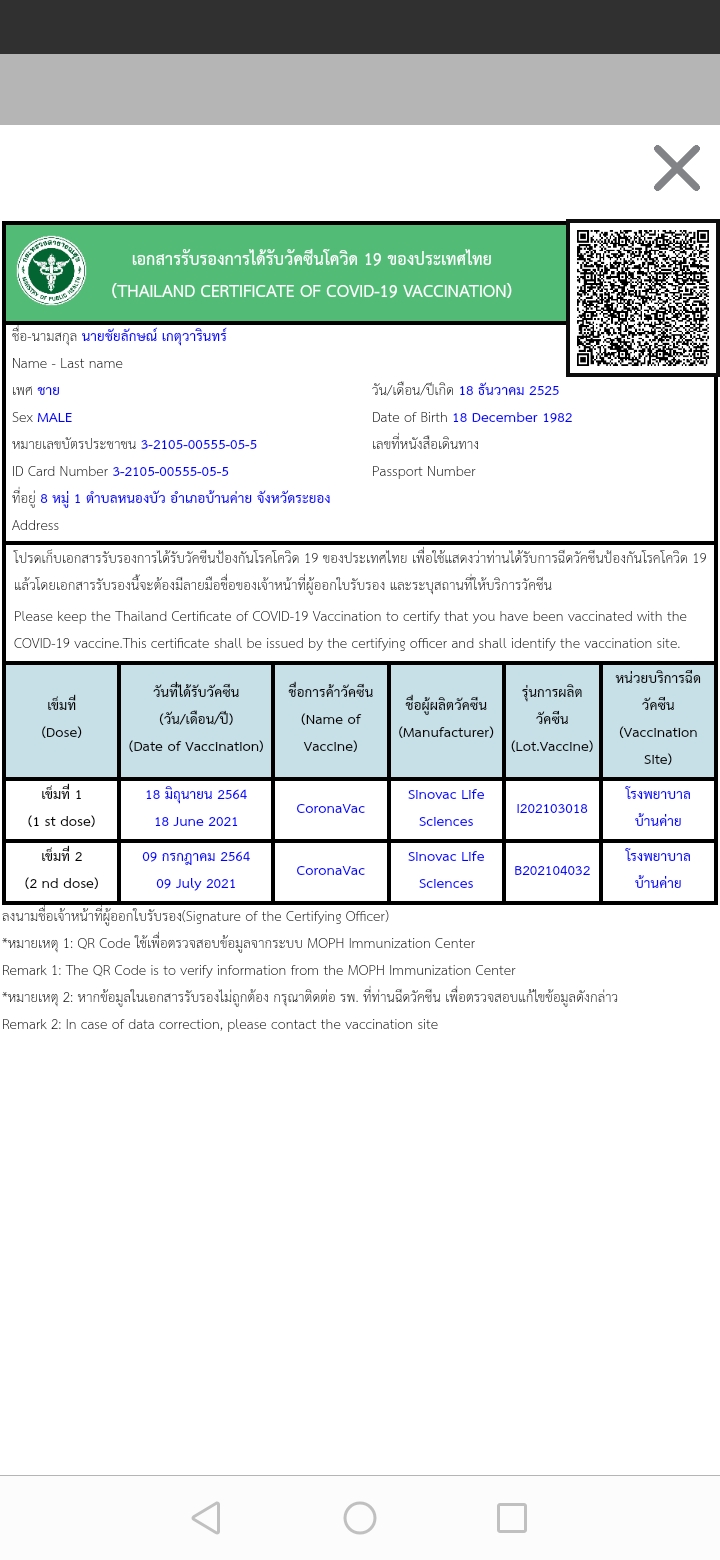 เอกสารรับรองการได้รับวัคซีนโควิด 19 ของประเทศไทย
(THAILAND CERTIFICATE OF COVID-19 VACCINATION)
กระทรวงสาธารณสุข
MINISTRY OF PUBLIC HEALTH
ชื่อ-นามสกุล นายชัยลักษณ์ เกตุวารินทร์
Name - Last name
เพศ ชาย
วัน/เดือน/ปีเกิด 18 ธันวาคม 2525
Sex MALE
Date of Birth 18 December 1982
หมายเลขบัตรประชาชน 3-2105-00555-05-5
เลขที่หนังสือเดินทาง
ID Card Number 3-2105-00555-05-5
Passport Number
ที่อยู่ 8 หมู่ 1 ตำบลหนองบัว อำเภอบ้านค่าย จังหวัดระยอง
Address
โปรดเก็บเอกสารรับรองการได้รับวัคซีนป้องกันโรคโควิด 19 ของประเทศไทย เพื่อใช้แสดงว่าท่านได้รับการฉีดวัคซีนป้องกันโรคโควิด 19
แล้วโดยเอกสารรับรองนี้จะต้องมีลายมือชื่อของเจ้าหน้าที่ผู้ออกใบรับรอง และระบุสถานที่ให้บริการวัคซีน
Please keep the Thailand Certificate of COVID-19 Vaccination to certify that you have been vaccinated with the
COVID-19 vaccine.This certificate shall be issued by the certifying officer and shall identify the vaccination site.
เข็มที่
(Dose)
วันที่ได้รับวัคซีน
(วัน/เดือน/ปี)
(Date of Vaccination)
ชื่อการค้าวัคซีน
(Name of
Vaccine)
ชื่อผู้ผลิตวัคซีน
(Manufacturer)
รุ่นการผลิต
วัคซีน
(Lot.Vaccine)
หน่วยบริการฉีด
วัคซีน
(Vaccination
Site)
เข็มที่ 1
(1 st dose)
18 มิถุนายน 2564
18 June 2021
CoronaVac
Sinovac Life
Sciences
I202103018
โรงพยาบาล
บ้านค่าย
เข็มที่ 2
(2 nd dose)
09 กรกฎาคม 2564
09 July 2021
CoronaVac
Sinovac Life
Sciences
B202104032
โรงพยาบาล
บ้านค่าย
ลงนามชื่อเจ้าหน้าที่ผู้ออกใบรับรอง(Signature of the Certifying Officer)
*หมายเหตุ 1: QR Code ใช้เพื่อตรวจสอบข้อมูลจากระบบ MOPH Immunization Center
Remark 1: The QR Code is to verify information from the MOPH Immunization Center
*หมายเหตุ 2: หากข้อมูลในเอกสารรับรองไม่ถูกต้อง กรุณาติดต่อ รพ. ที่ท่านฉีดวัคซีน เพื่อตรวจสอบแก้ไขข้อมูลดังกล่าว
Remark 2: In case of data correction, please contact the vaccination site